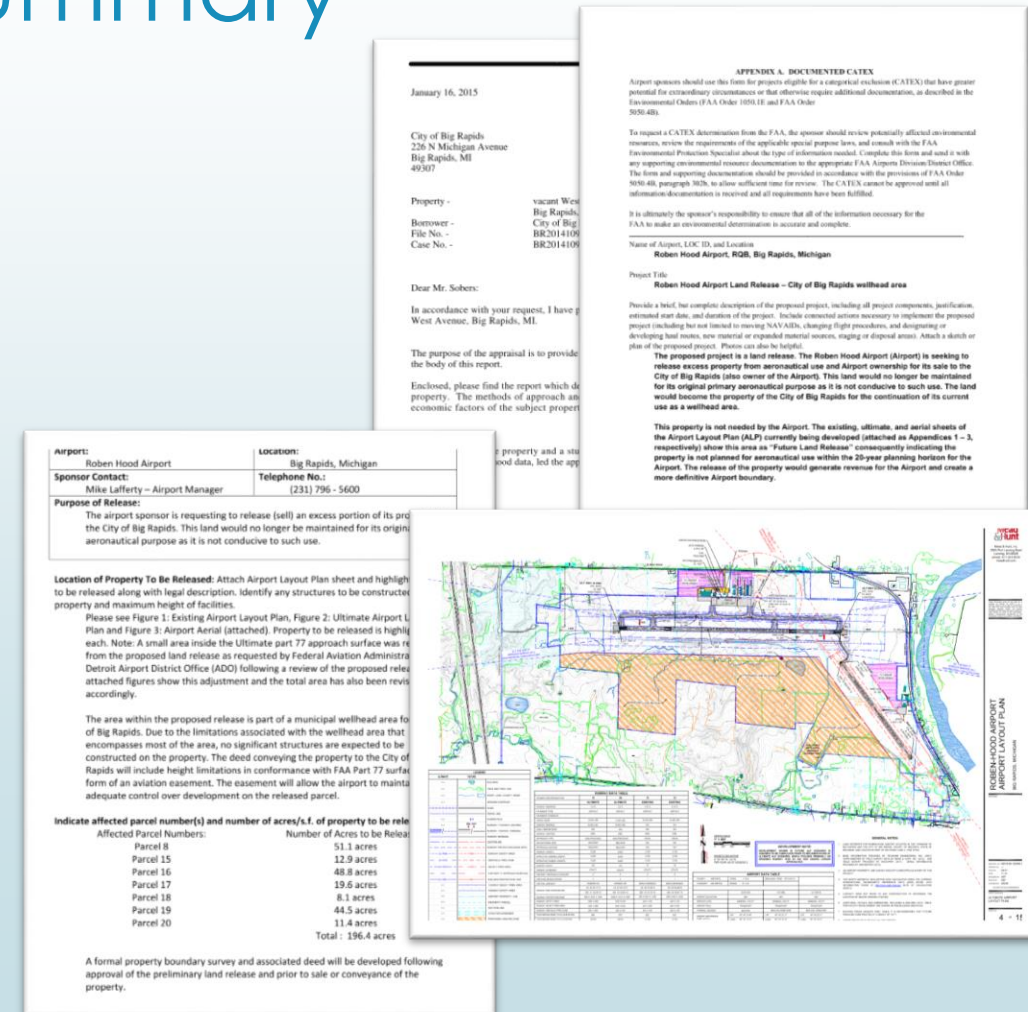 ummary
January 16, 2015
City of Big Rapids
226 N Michigan Avenue
Big Rapids, MI
49307
Property - vacant Wes
Big Rapids,
Borrower - City of Big
File No. - BR2014109
Case No. - BR2014109
Dear Mr. Sobers:
In accordance with your request, I have p
West Avenue, Big Rapids, MI.
The purpose of the appraisal is to provide
the body of this report.
Enclosed, please find the report which de
property. The methods of approach an
economic factors of the subject propert
e property and a stu
ood data, led the app
APPENDIX A. DOCUMENTED CATEX
Airport sponsors should use this form for projects eligible for a categorical exclusion (CATEX) that have greater
potential for extraordinary circumstances or that otherwise require additional documentation, as described in the
Environmental Orders (FAA Order 1050.1E and FAA Order
5050.4B).
To request a CATEX determination from the FAA, the sponsor should review potentially affected environmental
resources, review the requirements of the applicable special purpose laws, and consult with the FAA
Environmental Protection Specialist about the type of information needed. Complete this form and send it with
any supporting environmental resource documentation to the appropriate FAA Airports Division/District Office.
The form and supporting documentation should be provided in accordance with the provisions of FAA Order
5050.4B, paragraph 302b, to allow sufficient time for review. The CATEX cannot be approved until all
information/documentation is received and all requirements have been fulfilled.
It is ultimately the sponsor's responsibility to ensure that all of the information necessary for the
FAA to make an environmental determination is accurate and complete.
Name of Airport, LOC ID, and Location
Roben Hood Airport, RQB, Big Rapids, Michigan
Project Title
Roben Hood Airport Land Release – City of Big Rapids wellhead area
Provide a brief, but complete description of the proposed project, including all project components, justification,
estimated start date, and duration of the project. Include connected actions necessary to implement the proposed
project (including but not limited to moving NAVAIDs, changing flight procedures, and designating or
developing haul routes, new material or expanded material sources, staging or disposal areas). Attach a sketch or
plan of the proposed project. Photos can also be helpful.
The proposed project is a land release. The Roben Hood Airport (Airport) is seeking to
release excess property from aeronautical use and Airport ownership for its sale to the
City of Big Rapids (also owner of the Airport). This land would no longer be maintained
for its original primary aeronautical purpose as it is not conducive to such use. The land
would become the property of the City of Big Rapids for the continuation of its current
use as a wellhead area.
This property is not needed by the Airport. The existing, ultimate, and aerial sheets of
the Airport Layout Plan (ALP) currently being developed (attached as Appendices 1 – 3,
respectively) show this area as "Future Land Release" consequently indicating the
property is not planned for aeronautical use within the 20-year planning horizon for the
Airport. The release of the property would generate revenue for the Airport and create a
more definitive Airport boundary.
Airport: Location:
Roben Hood Airport Big Rapids, Michigan
Sponsor Contact: Telephone No.:
Mike Lafferty – Airport Manager (231) 796 - 5600
Purpose of Release:
The airport sponsor is requesting to release (sell) an excess portion of its pro
the City of Big Rapids. This land would no longer be maintained for its origina
aeronautical purpose as it is not conducive to such use.
Location of Property To Be Released: Attach Airport Layout Plan sheet and highligh
to be released along with legal description. Identify any structures to be constructe
property and maximum height of facilities.
Please see Figure 1: Existing Airport Layout Plan, Figure 2: Ultimate Airport L
Plan and Figure 3: Airport Aerial (attached). Property to be released is highlig
each. Note: A small area inside the Ultimate part 77 approach surface was re
from the proposed land release as requested by Federal Aviation Administra
Detroit Airport District Office (ADO) following a review of the proposed relea
attached figures show this adjustment and the total area has also been revis
accordingly.
The area within the proposed release is part of a municipal wellhead area fo
of Big Rapids. Due to the limitations associated with the wellhead area that
encompasses most of the area, no significant structures are expected to be
constructed on the property. The deed conveying the property to the City of
Rapids will include height limitations in conformance with FAA Part 77 surfac
form of an aviation easement. The easement will allow the airport to mainta
adequate control over development on the released parcel.
Indicate affected parcel number(s) and number of acres/s.f. of property to be rele
Affected Parcel Numbers: Number of Acres to be Releas
Parcel 8 51.1 acres
Parcel 15 12.9 acres
Parcel 16 48.8 acres
Parcel 17 19.6 acres
Parcel 18 8.1 acres
Parcel 19 44.5 acres
Parcel 20 11.4 acres
Total : 196.4 acres
A formal property boundary survey and associated deed will be developed following
approval of the preliminary land release and prior to sale or conveyance of the
property.
ROBEN-HOOD AIRPORT
AIRPORT LAYOUT PLAN
BIG RAPIDS, MICHIGAN